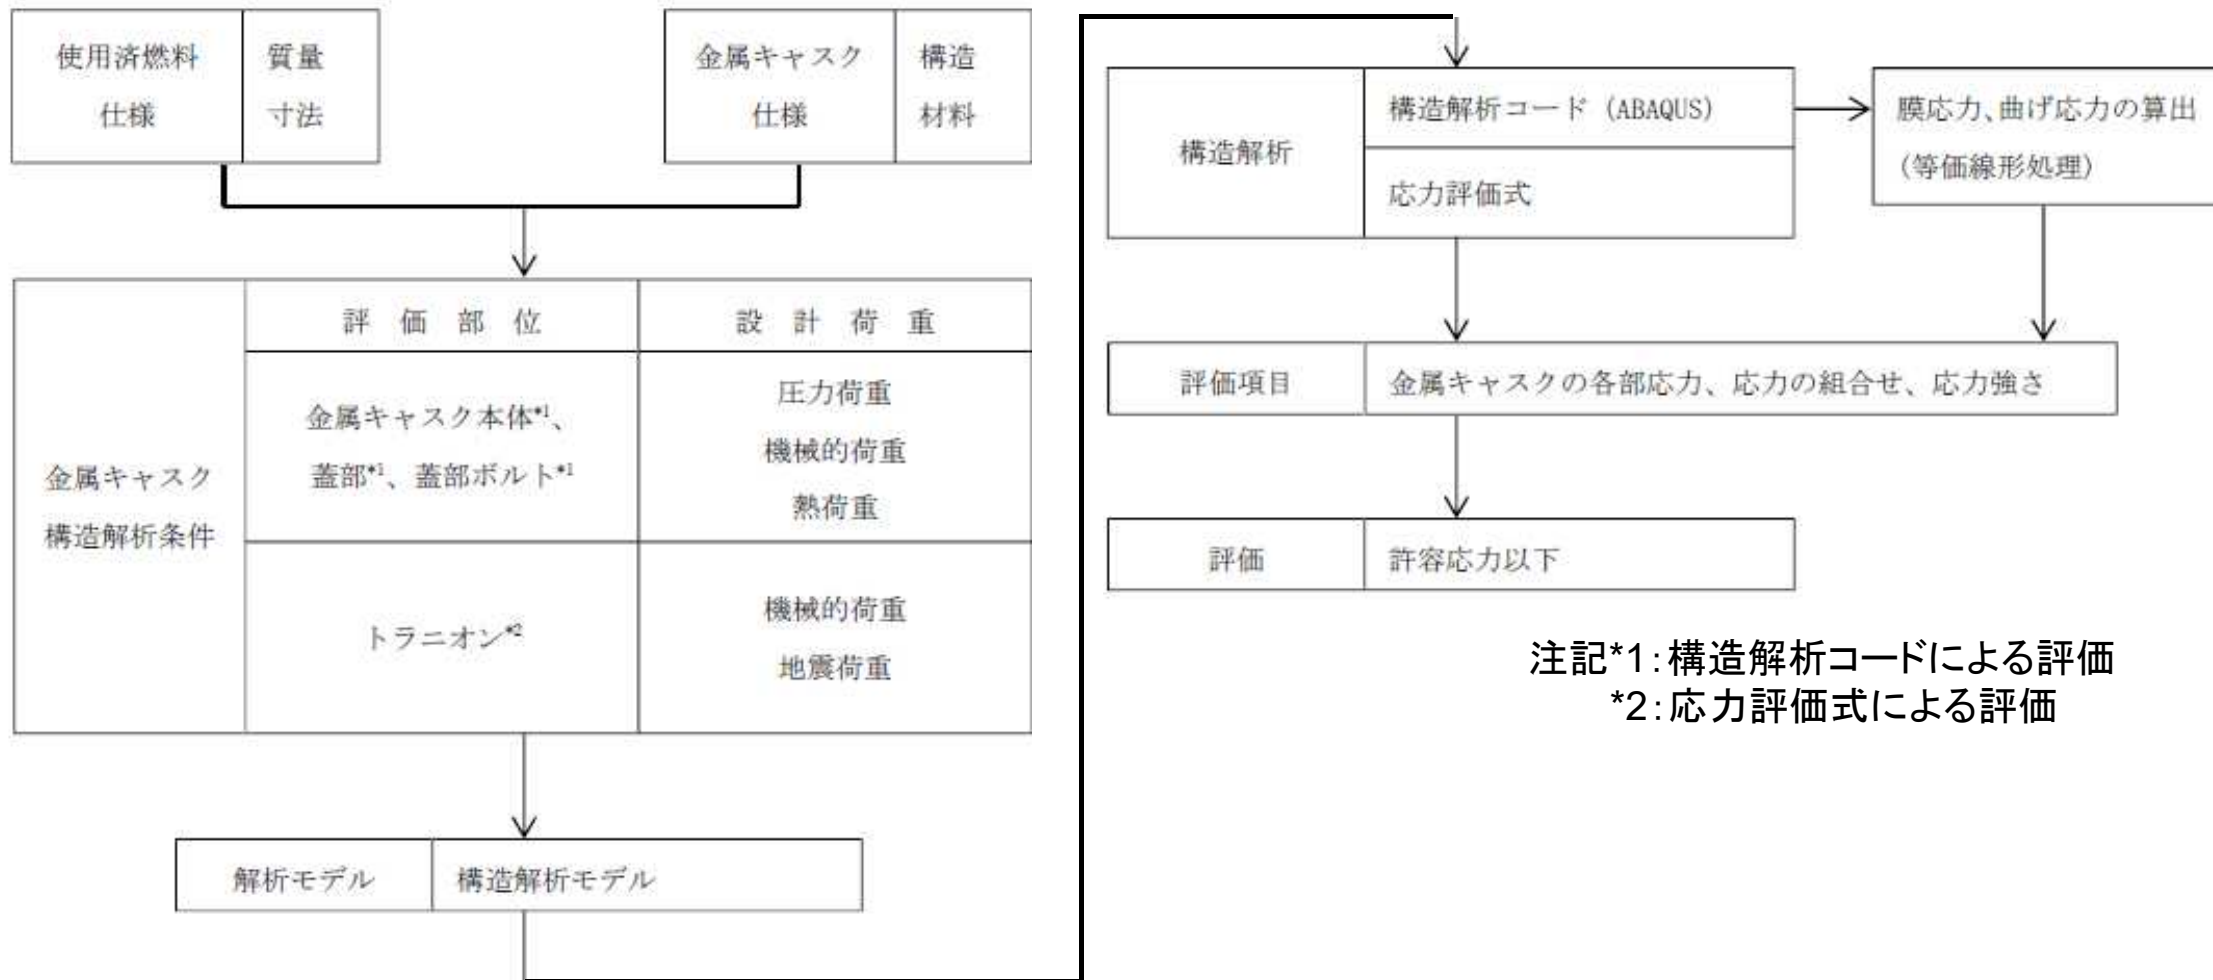 使用済燃料
仕様
質量
寸法
金属キャスク
仕様
構造
材料
金属キャスク
構造解析条件
評価部位
設計荷重
金属キャスク本体*1、
蓋部*1、蓋部ボルト*1
圧力荷重
機械的荷重
熱荷重
トラニオン*2
機械的荷重
地震荷重
解析モデル
構造解析モデル
構造解析
構造解析コード (ABAQUS)
応力評価式
膜応力、曲げ応力の算出
(等価線形処理)
評価項目
金属キャスクの各部応力、応力の組合せ、応力強さ
評価
許容応力以下
注記*1:構造解析コードによる評価
*2:応力評価式による評価